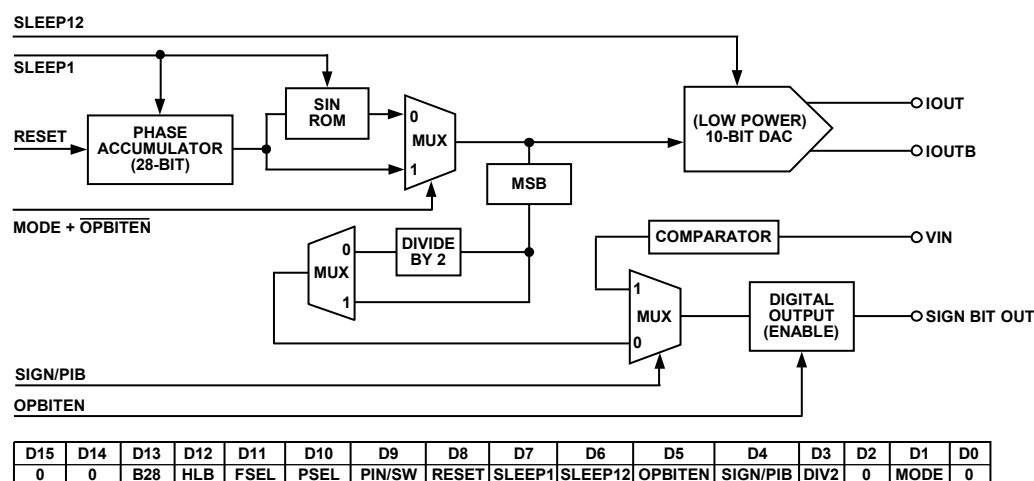 SLEEP12
SLEEP1
RESET
PHASE
ACCUMULATOR
(28-BIT)
SIN
ROM
0
MUX
1
(LOW POWER)
10-BIT DAC
IOUT
IOUTB
MSB
MODE + OPBITEN
0
MUX
1
DIVIDE
BY 2
COMPARATOR
VIN
1
MUX
0
DIGITAL
OUTPUT
(ENABLE)
SIGN BIT OUT
SIGN/PIB
OPBITEN
D15 D14 D13 D12 D11 D10 D9 D8 D7 D6 D5 D4 D3 D2 D1 D0
0 0 B28 HLB FSEL PSEL PIN/SW RESET SLEEP1 SLEEP12 OPBITEN SIGN/PIB DIV2 0 MODE 0